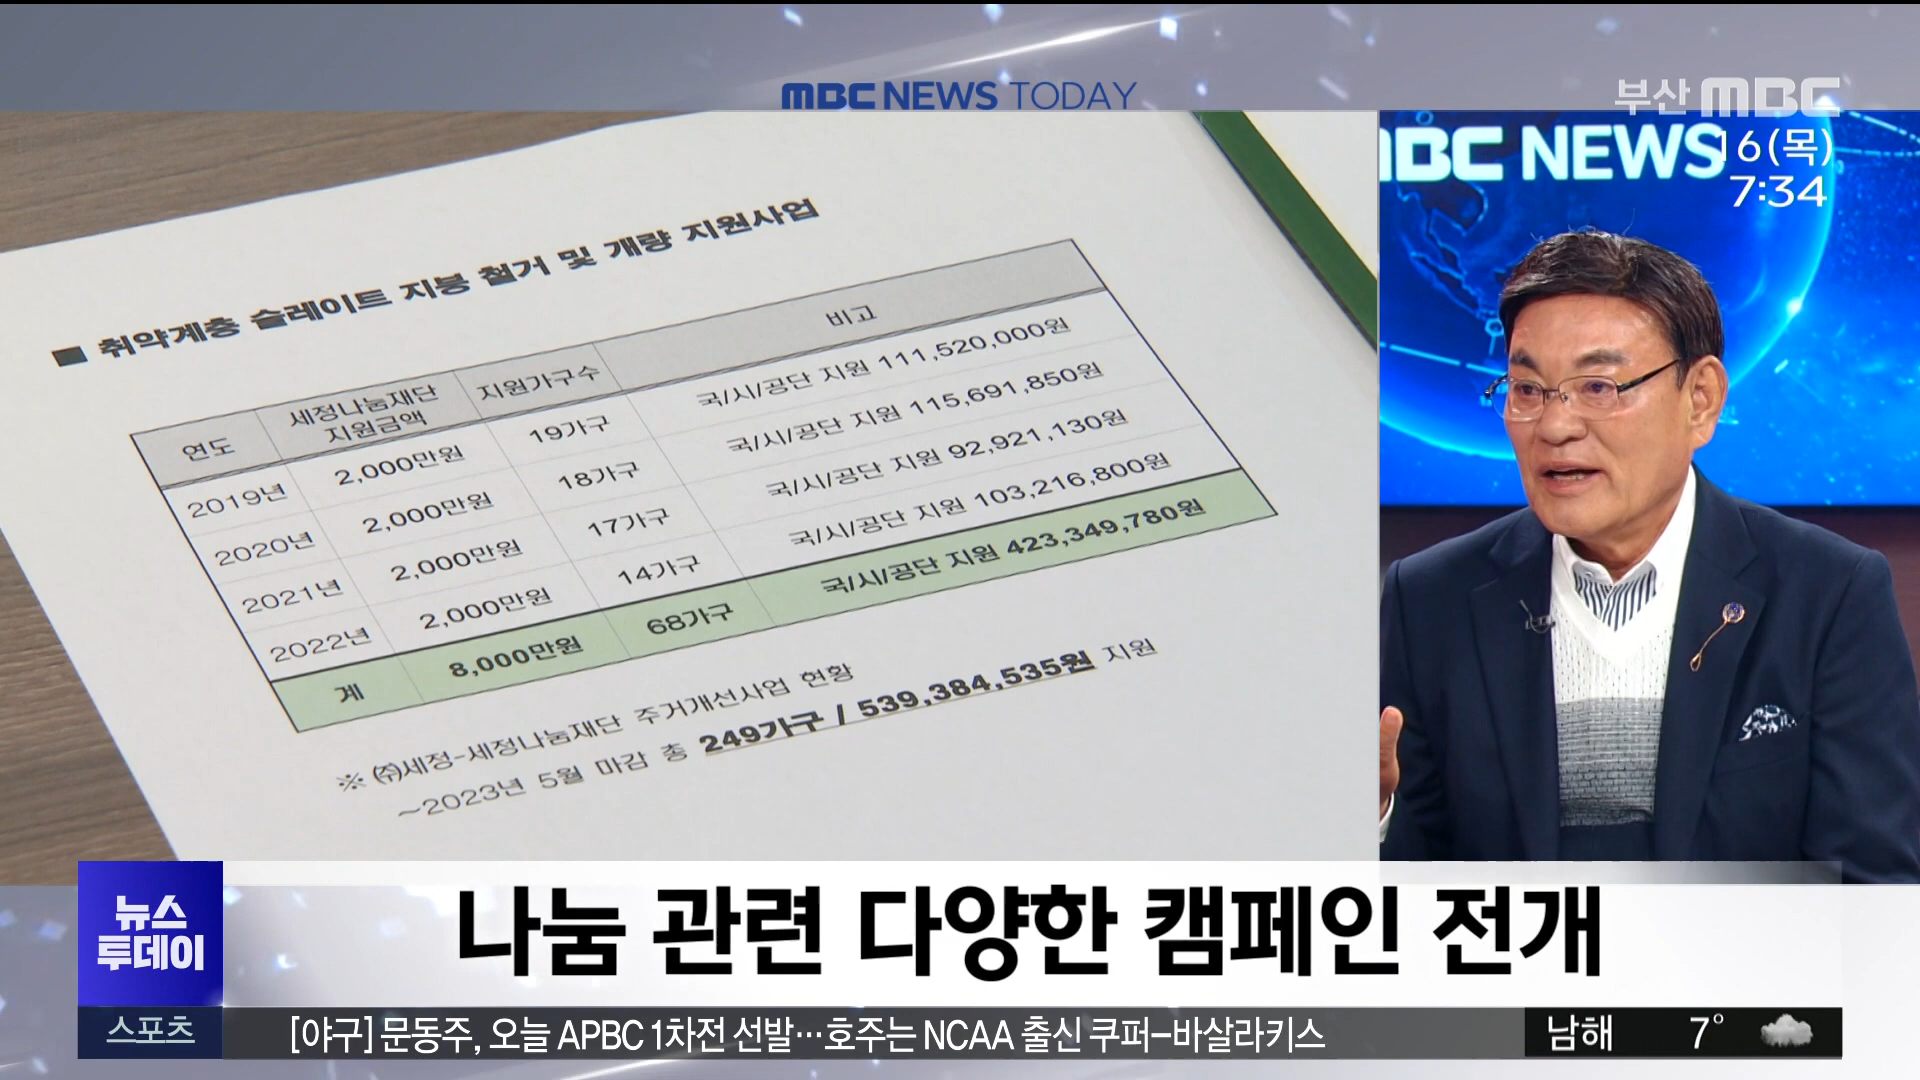 MBC NEWS TODAY
부산 MBC
MBC NEWS
16(목)
7:34
■ 취약계층 슬레이트 지붕 철거 및 개량 지원사업
연도 세정나눔재단 지원금액 지원가구수 비고
2019년 2,000만원 19가구 국/시/공단 지원 111,520,000원
2020년 2,000만원 18가구 국/시/공단 지원 115,691,850원
2021년 2,000만원 17가구 국/시/공단 지원 92,921,130원
2022년 2,000만원 14가구 국/시/공단 지원 103,216,800원
계 8,000만원 68가구 국/시/공단 지원 423,349,780원
※ ㈜세정-세정나눔재단 주거개선사업 현황
~2023년 5월 마감 총 249가구 / 539,384,535원 지원
뉴스
투데이
나눔 관련 다양한 캠페인 전개
스포츠
[야구] 문동주, 오늘 APBC 1차전 선발…호주는 NCAA 출신 쿠퍼-바살라키스
남해 7°